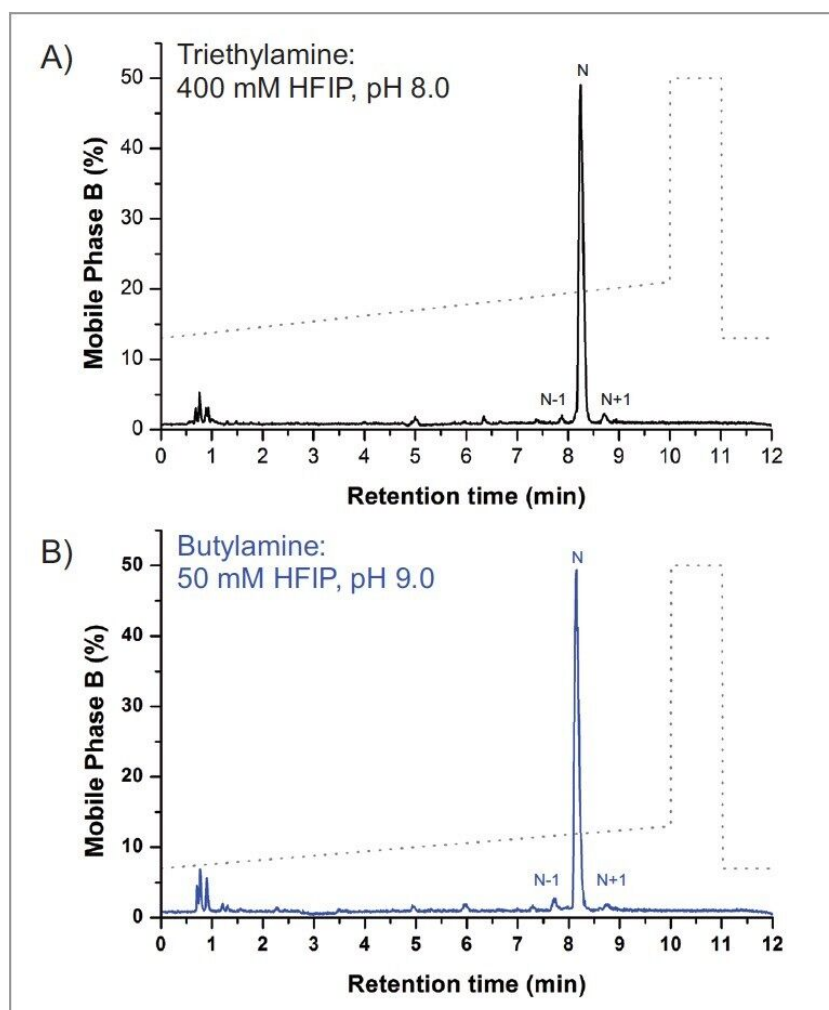 A)
Triethylamine:
400 mM HFIP, pH 8.0
Mobile Phase B (%)
50
40
30
20
10
0
N
N-1
N+1
0 1 2 3 4 5 6 7 8 9 10 11 12
Retention time (min)
B)
Butylamine:
50 mM HFIP, pH 9.0
Mobile Phase B (%)
50
40
30
20
10
0
N
N-1
N+1
0 1 2 3 4 5 6 7 8 9 10 11 12
Retention time (min)